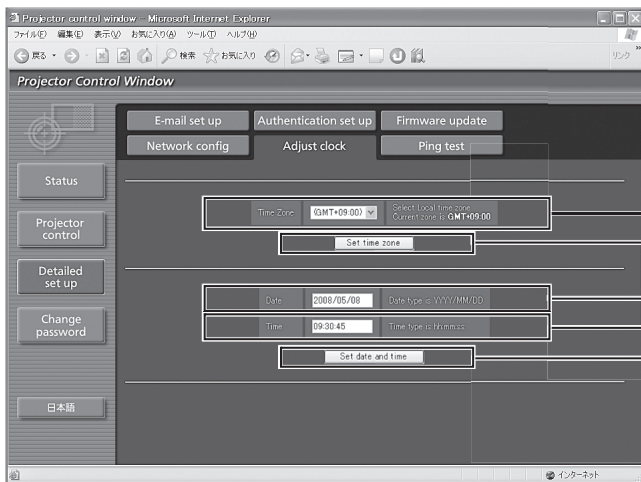 Projector control window - Microsoft Internet Explorer
ファイル(F) 編集(E) 表示(V) お気に入り(A) ツール(T) ヘルプ(H)
戻る 検索 お気に入り リンク »
Projector Control Window
E-mail set up Authentication set up Firmware update
Network config Adjust clock Ping test
Status
Projector control
Detailed set up
Change password
日本語
Time Zone (GMT+09:00) Select Local time zone
Current zone is GMT+09:00
Set time zone
Date 2008/05/08 Date type is YYYY/MM/DD
Time 09:30:45 Time type is hh:mm:ss
Set date and time
インターネット